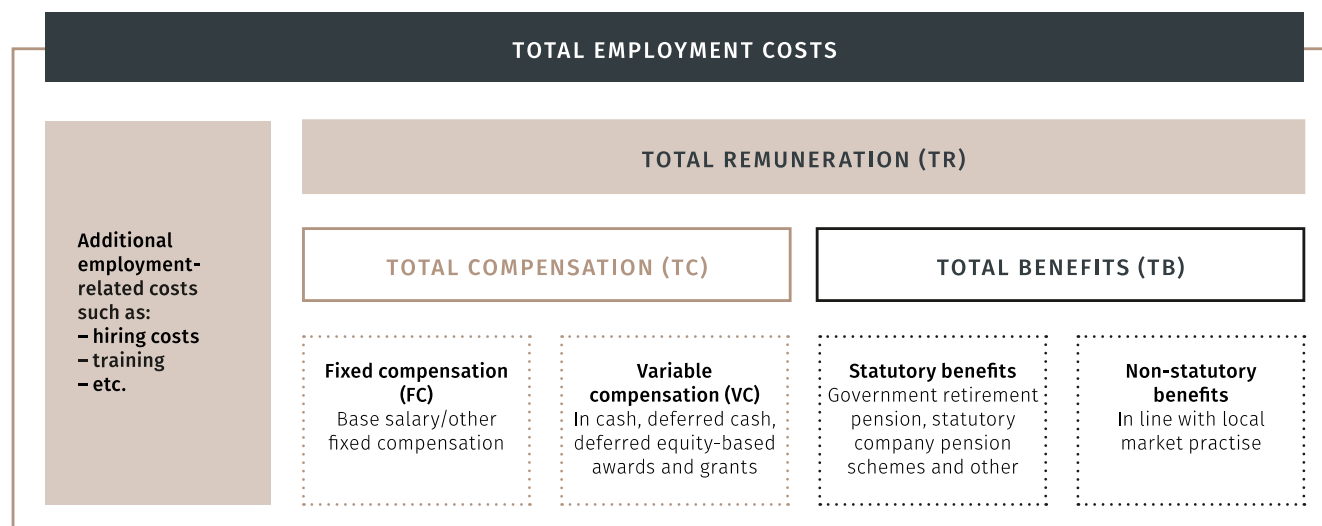 TOTAL EMPLOYMENT COSTS
Additional
employment-
related costs
such as:
– hiring costs
– training
– etc.
TOTAL REMUNERATION (TR)
TOTAL COMPENSATION (TC)
TOTAL BENEFITS (TB)
Fixed compensation
(FC)
Base salary/other
fixed compensation
Variable
compensation (VC)
In cash, deferred cash,
deferred equity-based
awards and grants
Statutory benefits
Government retirement
pension, statutory
company pension
schemes and other
Non-statutory
benefits
In line with local
market practise